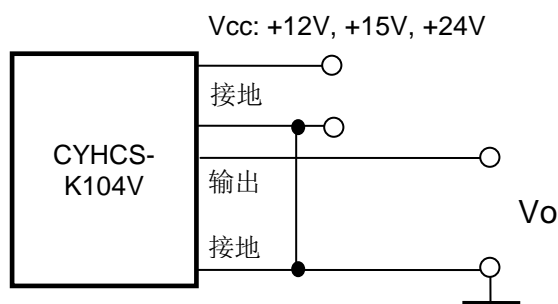 Vcc: +12V, +15V, +24V
接地
CYHCS-
K104V
输出
Vo
接地